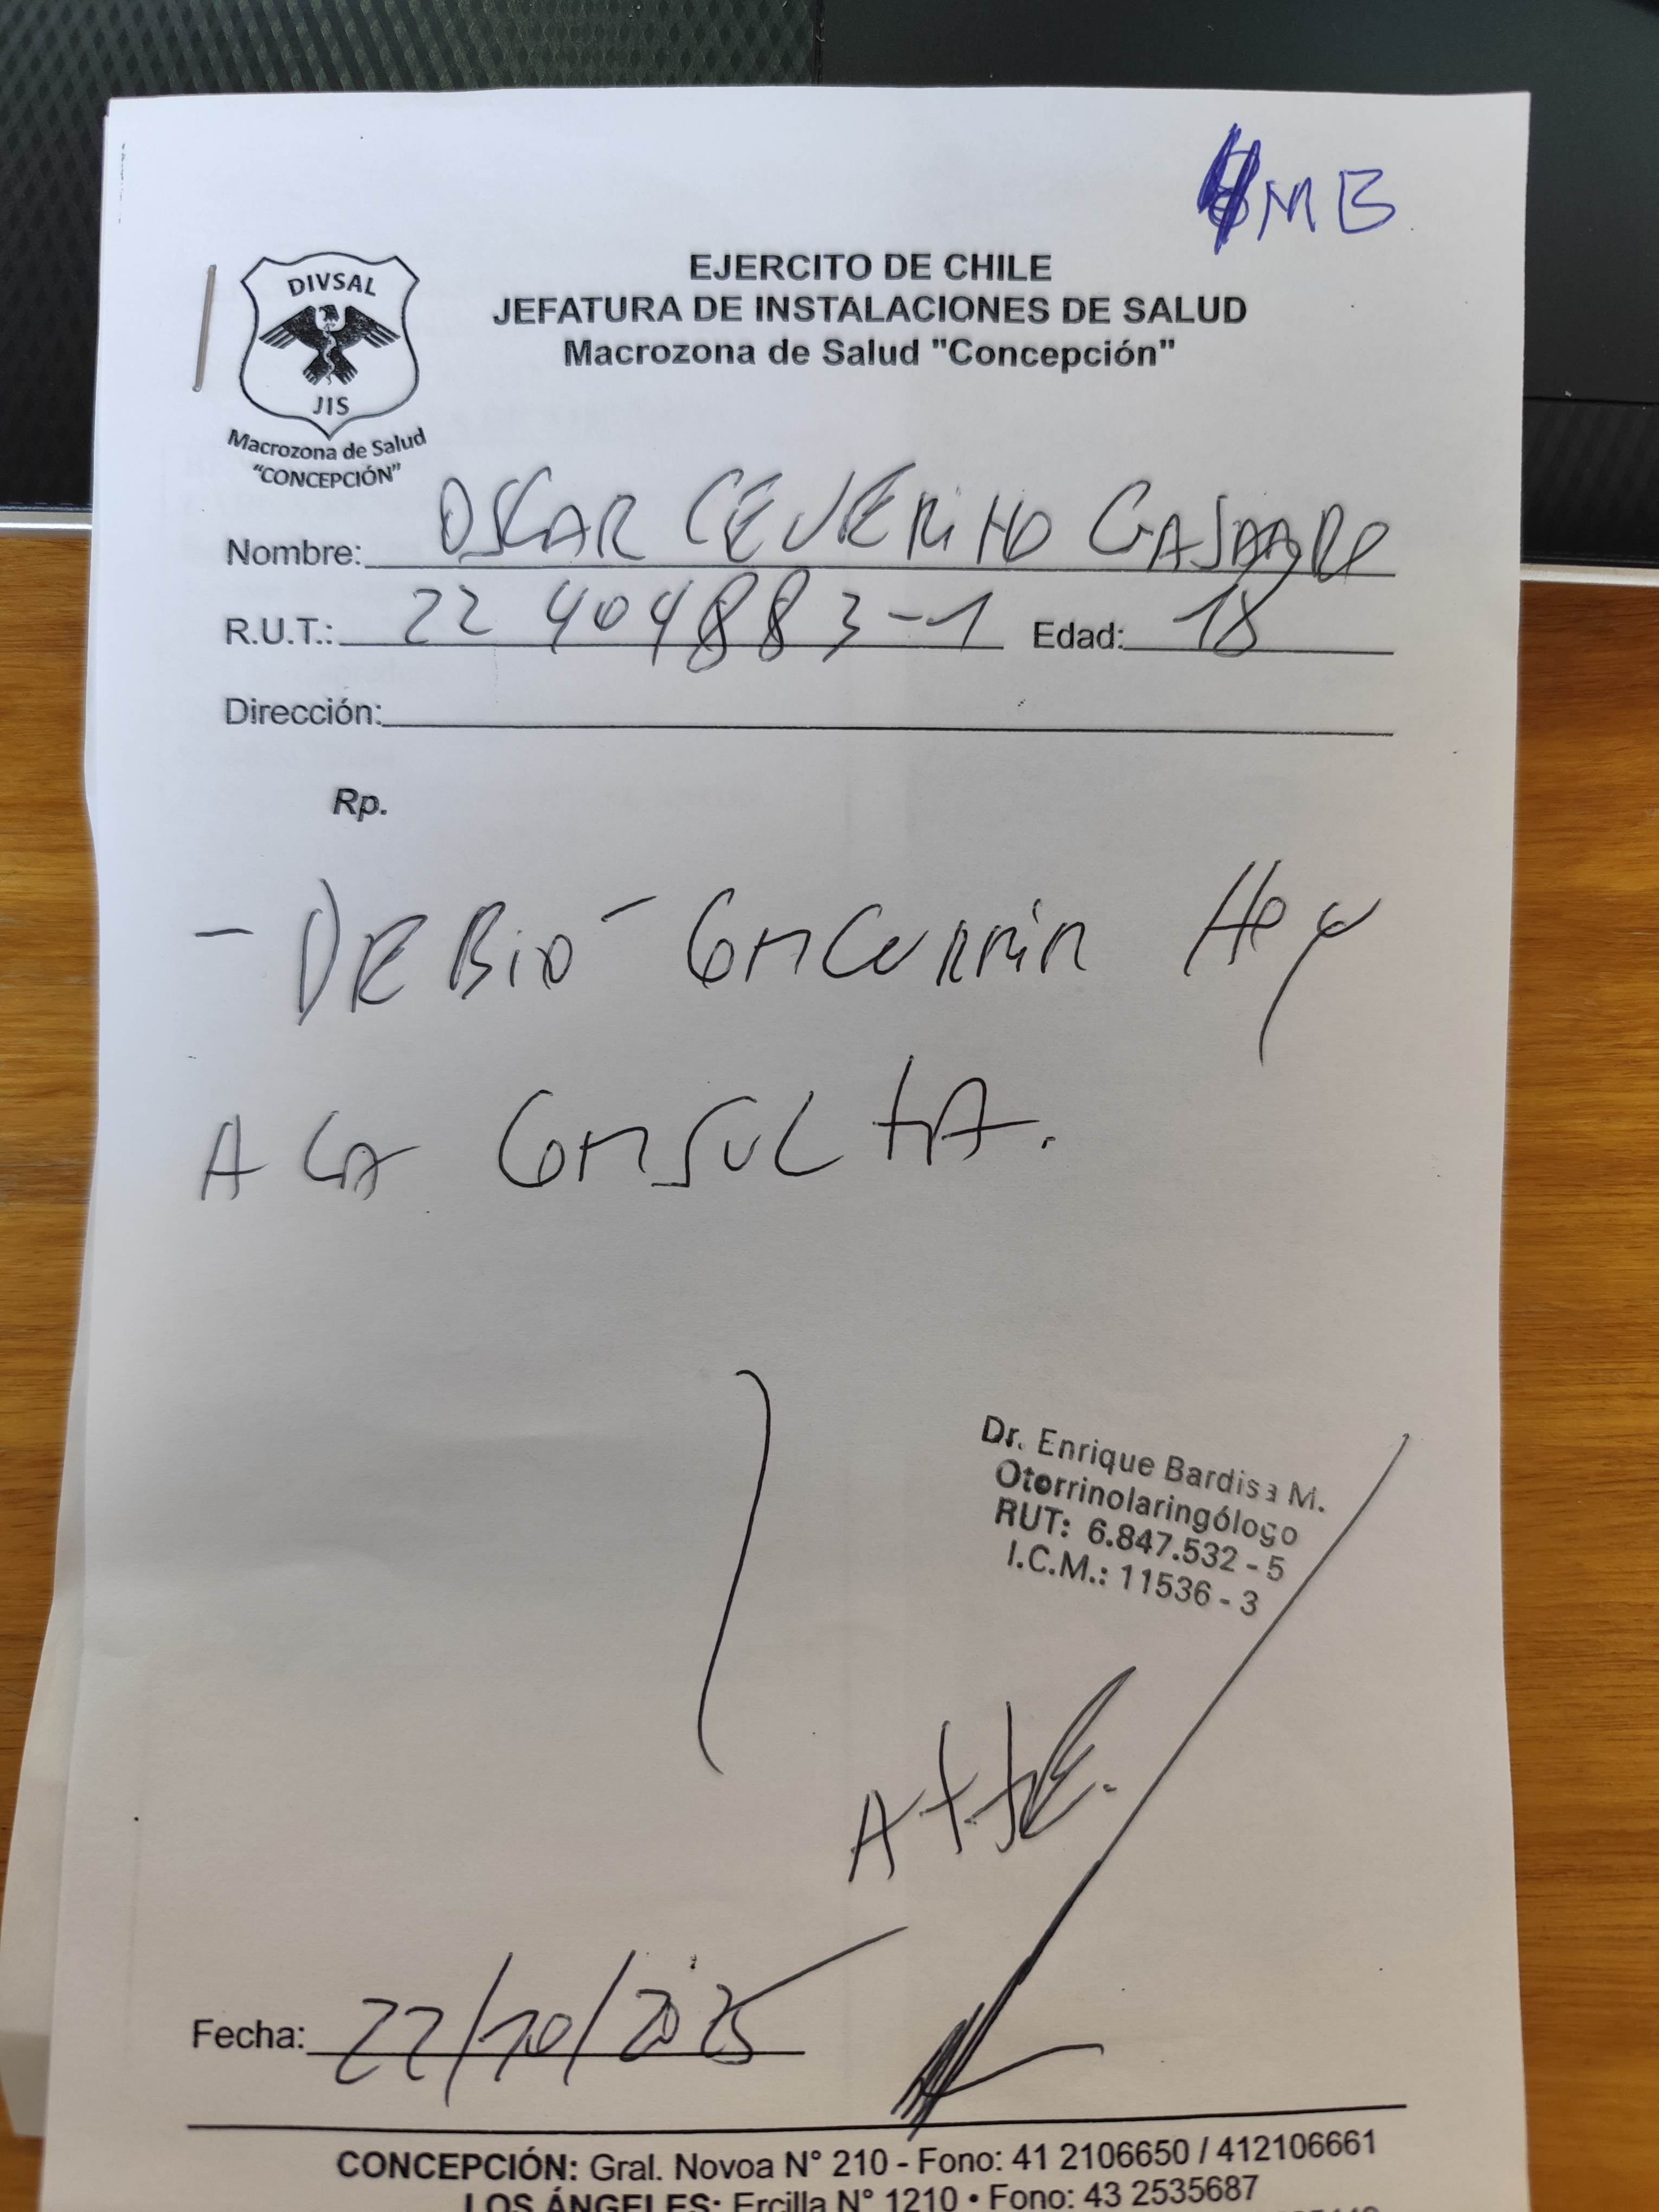 MB
DIVSAL
JIS
Macrozona de Salud
"CONCEPCIÓN"
EJERCITO DE CHILE
JEFATURA DE INSTALACIONES DE SALUD
Macrozona de Salud "Concepción"
Nombre: OSCAR CEVERINO
R.U.T.: 22 404883-1 Edad: 18
Dirección:
Rp.
- DEBIÓ CONCURRIR HOY
A LA CONSULTA.
Dr. Enrique Bardisa M.
Otorrinolaringólogo
RUT: 6.847.532 - 5
I.C.M.: 11536 - 3
ATTE.
Fecha: 22/10/2025
CONCEPCIÓN: Gral. Novoa N° 210 - Fono: 41 2106650 / 412106661
LOS ÁNGELES: Ercilla N° 1210 • Fono: 43 2535687